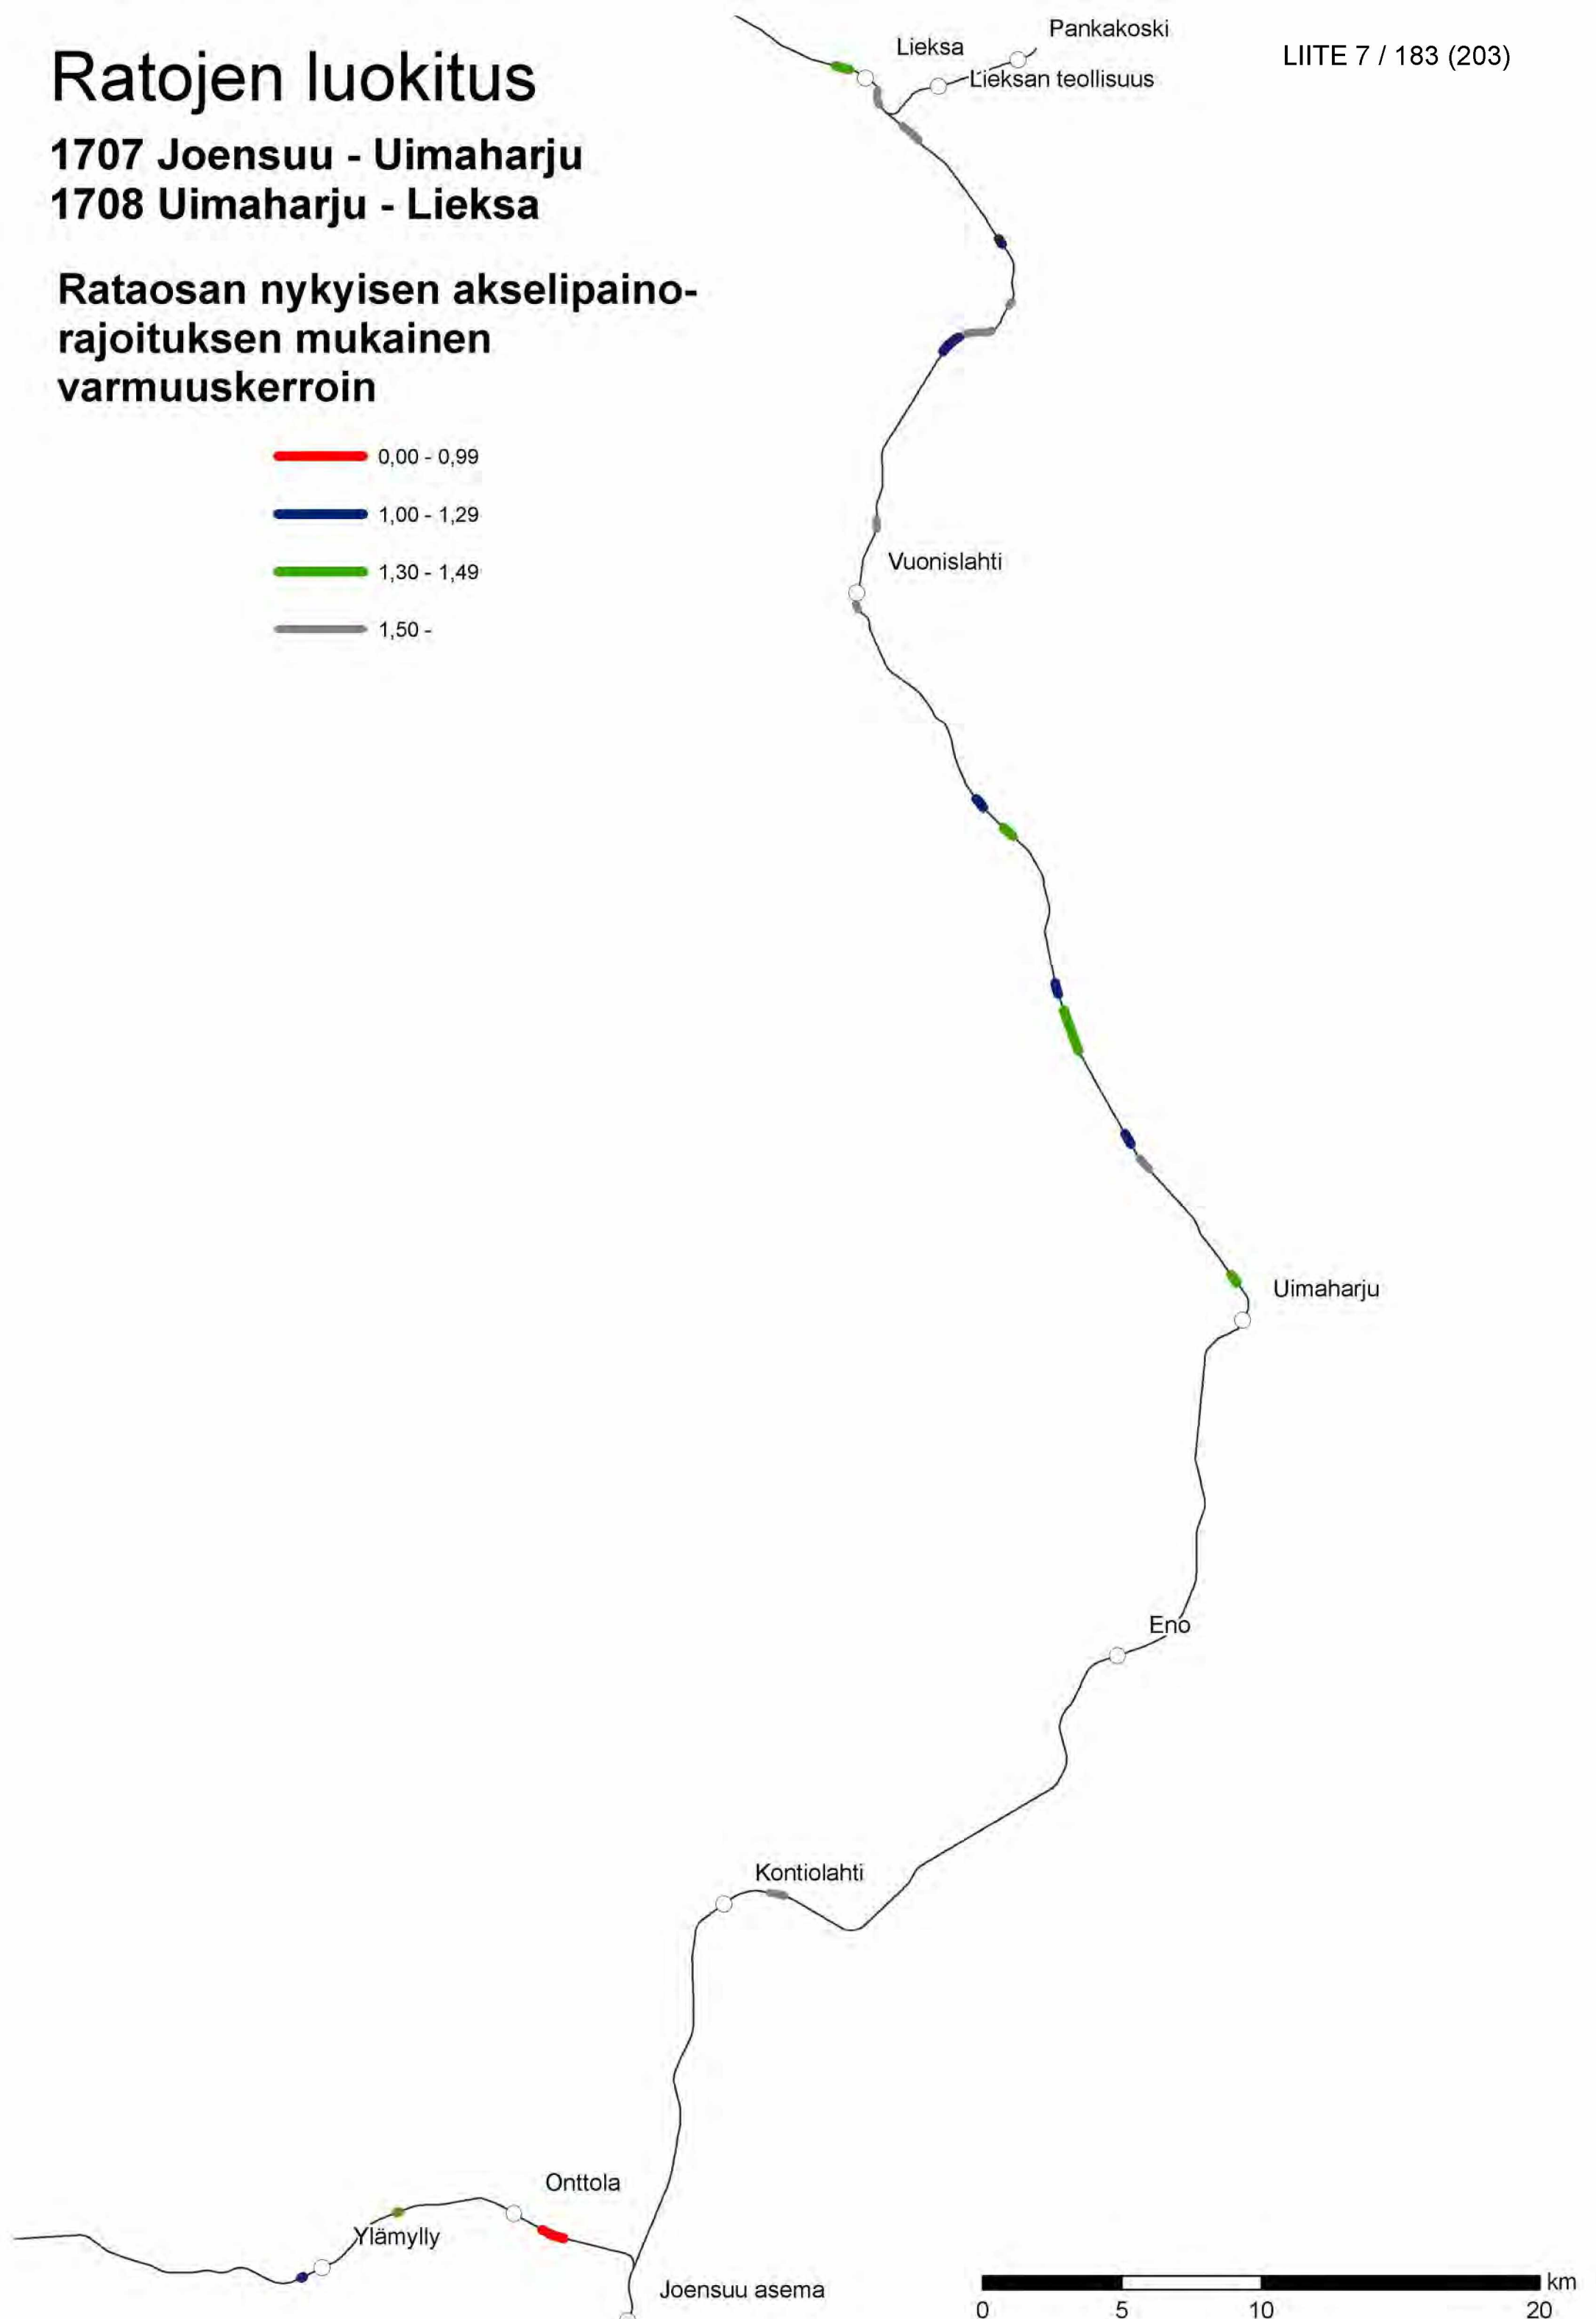 LIITE 7 / 183 (203)
Ratojen luokitus
1707 Joensuu - Uimaharju
1708 Uimaharju - Lieksa
Rataosan nykyisen akselipaino-
rajoituksen mukainen
varmuuskerroin
0,00 - 0,99
1,00 - 1,29
1,30 - 1,49
1,50 -
Pankakoski
Lieksa
Lieksan teollisuus
Vuonislahti
Uimaharju
Eno
Kontiolahti
Onttola
Ylämylly
Joensuu asema
km
0 5 10 20